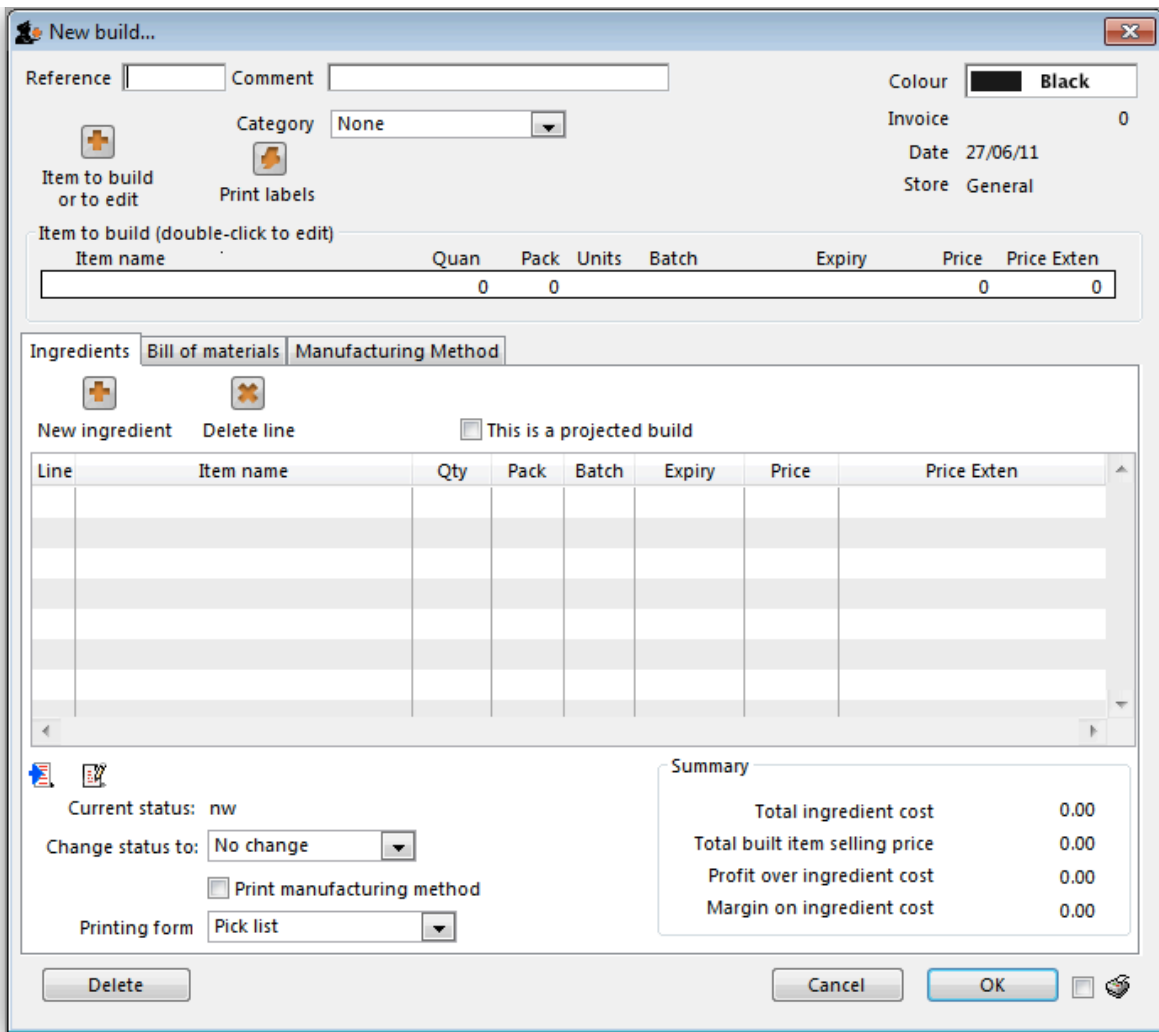 New build...
Reference Comment Colour Black
Category None Invoice 0
Date 27/06/11
Item to build
or to edit
Print labels
Store General
Item to build (double-click to edit)
Item name Quan Pack Units Batch Expiry Price Price Exten
0 0 0 0
Ingredients Bill of materials Manufacturing Method
New ingredient Delete line This is a projected build
Line Item name Qty Pack Batch Expiry Price Price Exten
Current status: nw
Change status to: No change
Print manufacturing method
Printing form Pick list
Summary
Total ingredient cost 0.00
Total built item selling price 0.00
Profit over ingredient cost 0.00
Margin on ingredient cost 0.00
Delete Cancel OK